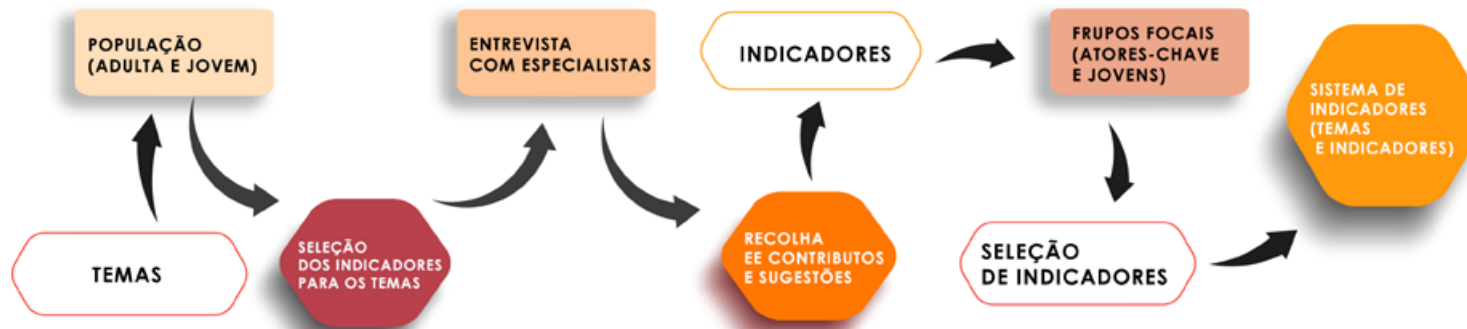 TEMAS
POPULAÇÃO
(ADULTA E JOVEM)
SELEÇÃO
DOS INDICADORES
PARA OS TEMAS
ENTREVISTA
COM ESPECIALISTAS
RECOLHA
EE CONTRIBUTOS
E SUGESTÕES
INDICADORES
FRUPOS FOCAIS
(ATORES-CHAVE
E JOVENS)
SELEÇÃO
DE INDICADORES
SISTEMA DE
INDICADORES
(TEMAS
E INDICADORES)